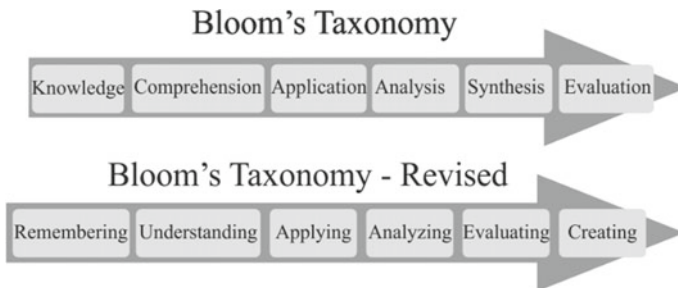 Bloom's Taxonomy
Knowledge Comprehension Application Analysis Synthesis Evaluation
Bloom's Taxonomy - Revised
Remembering Understanding Applying Analyzing Evaluating Creating